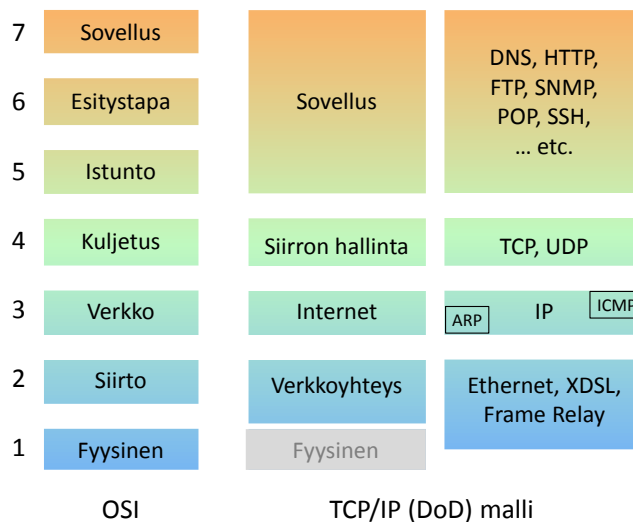 7
Sovellus
6
Esitystapa
5
Istunto
4
Kuljetus
3
Verkko
2
Siirto
1
Fyysinen
OSI
Sovellus
Siirron hallinta
Internet
Verkkoyhteys
Fyysinen
DNS, HTTP,
FTP, SNMP,
POP, SSH,
... etc.
TCP, UDP
ARP
IP
ICMP
Ethernet, XDSL,
Frame Relay
TCP/IP (DoD) malli